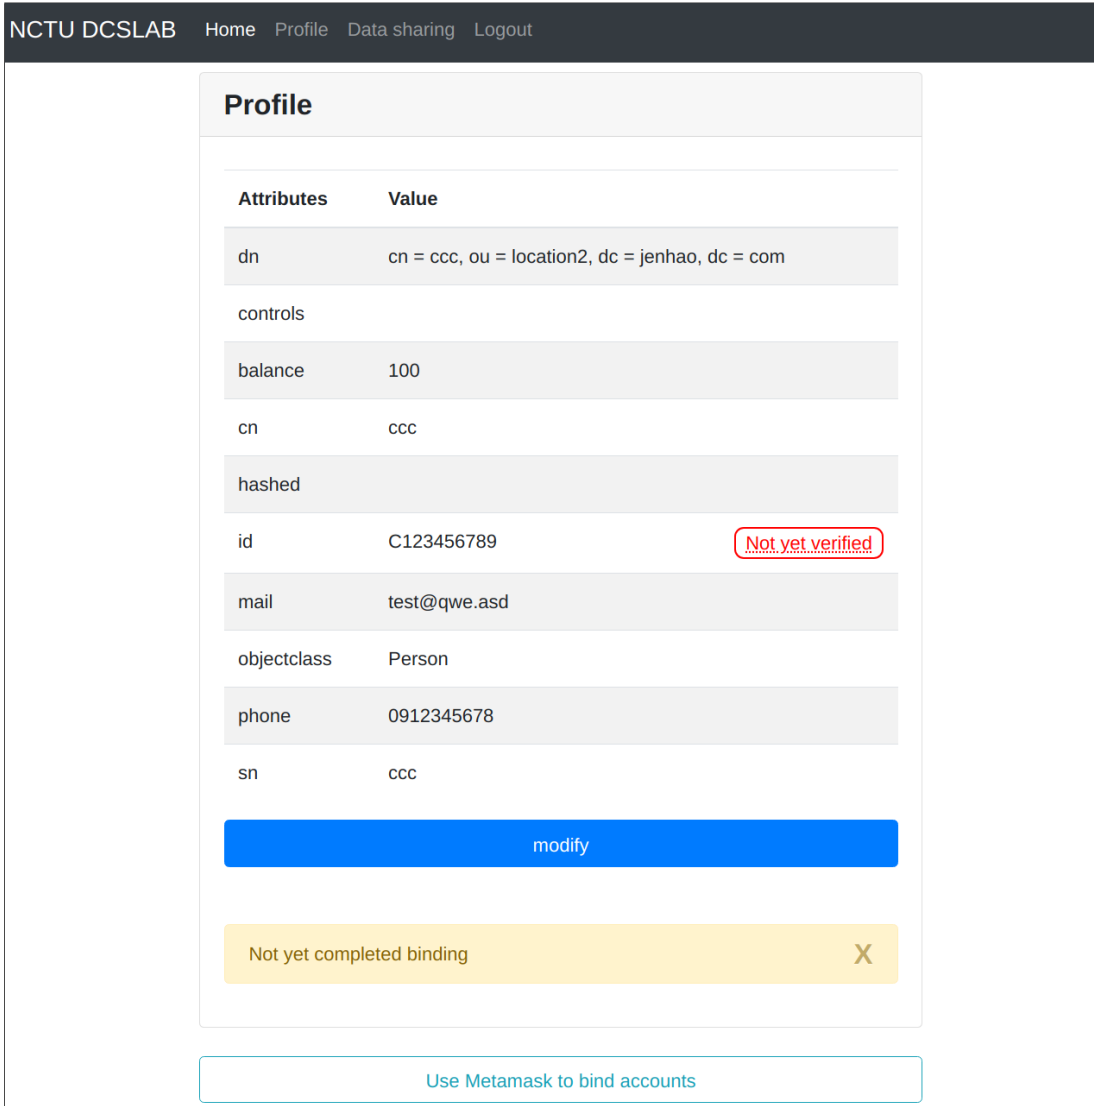 NCTU DCSLAB Home Profile Data sharing Logout
Profile
Attributes Value
dn cn = ccc, ou = location2, dc = jenhao, dc = com
controls
balance 100
cn ccc
hashed
id C123456789 Not yet verified
mail test@qwe.asd
objectclass Person
phone 0912345678
sn ccc
modify
Not yet completed binding X
Use Metamask to bind accounts